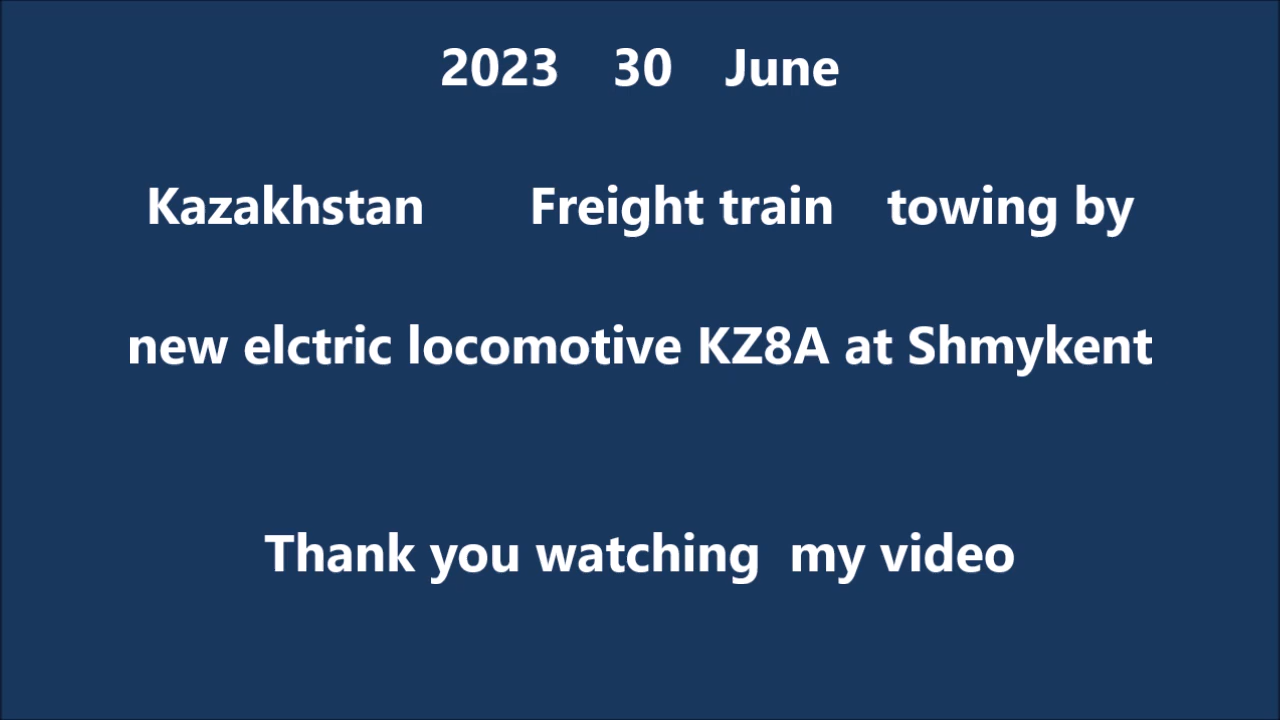 2023 30 June
Kazakhstan Freight train towing by
new elctric locomotive KZ8A at Shmykent
Thank you watching my video